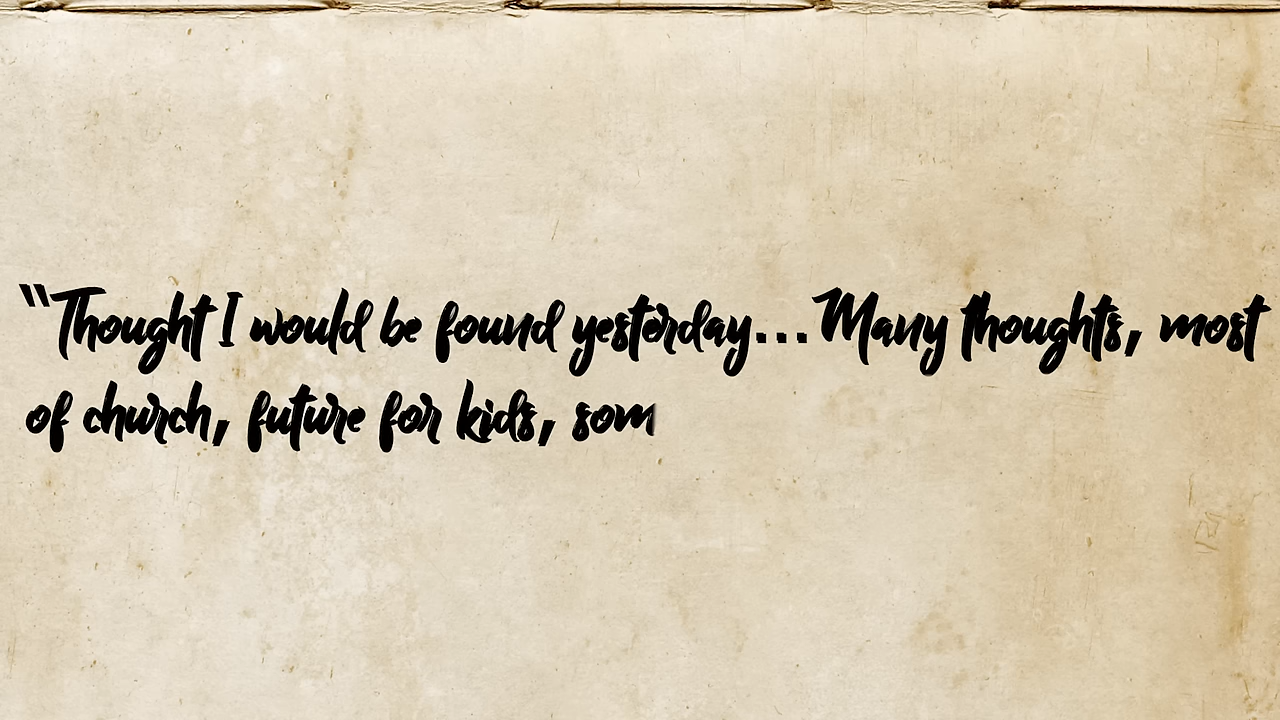 "Thought I would be found yesterday...Many thoughts, most
of church, future for kids, som